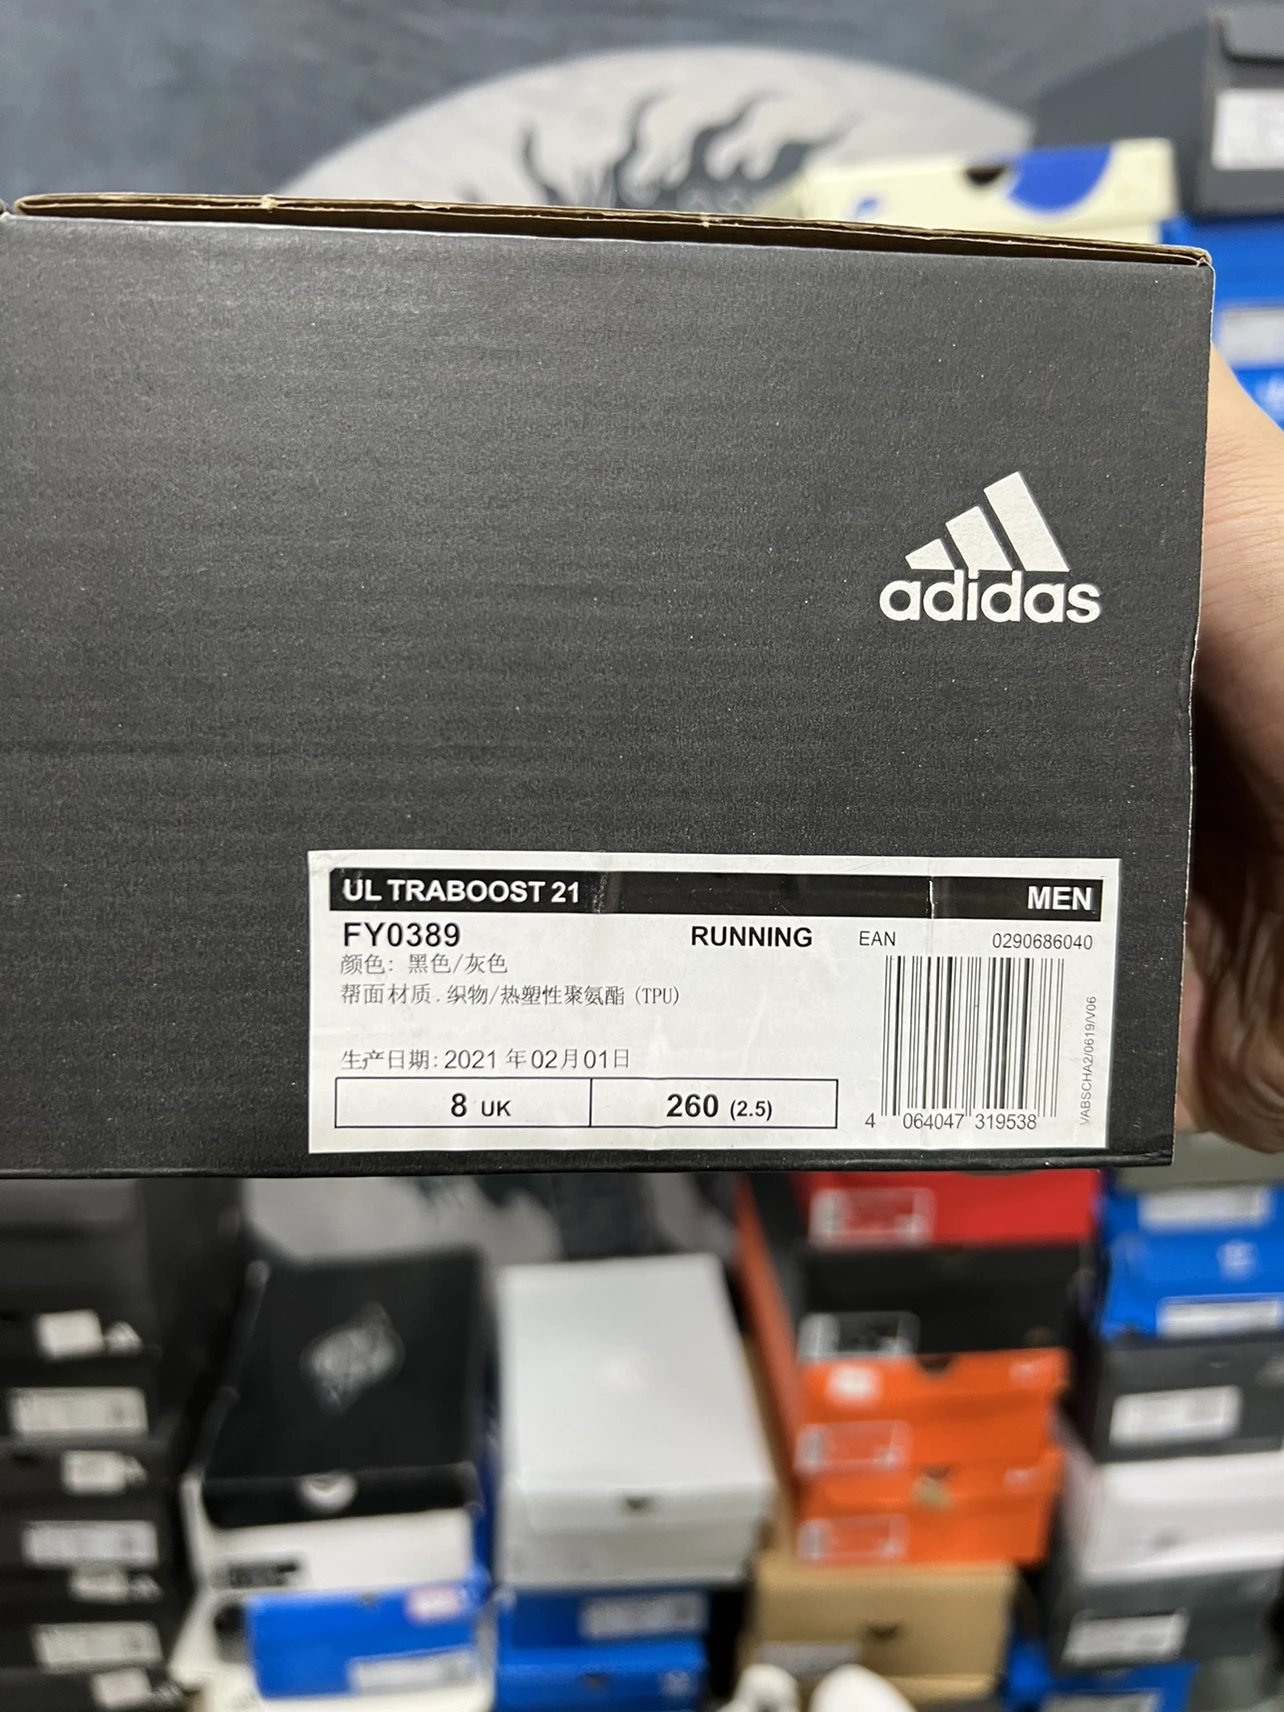 adidas
UL TRABOOST 21
MEN
FY0389
RUNNING
EAN
0290686040
颜色: 黑色/灰色
帮面材质.织物/热塑性聚氨酯 (TPU)
生产日期: 2021 年02月01日
8 UK
260 (2.5)
4 064047 319538
VABSCHA2/0619/V06